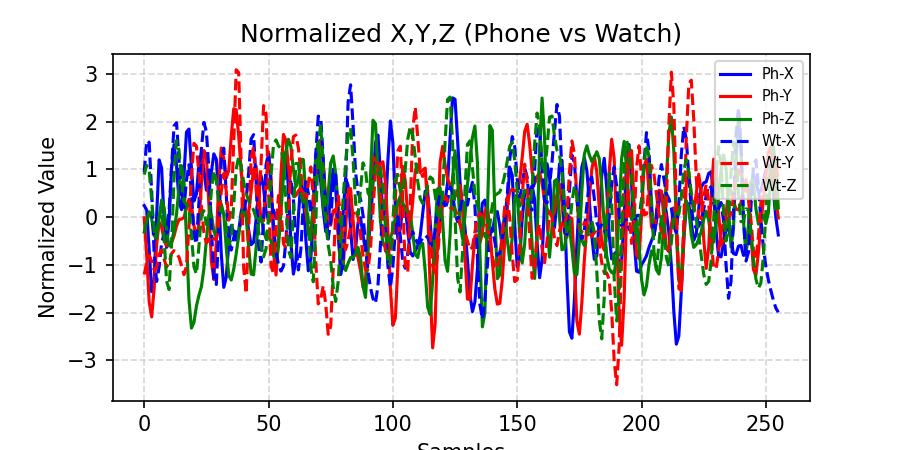 Normalized X,Y,Z (Phone vs Watch)
Normalized Value
3
2
1
0
−1
−2
−3
Ph-X
Ph-Y
Ph-Z
Wt-X
Wt-Y
Wt-Z
0 50 100 150 200 250
Samples